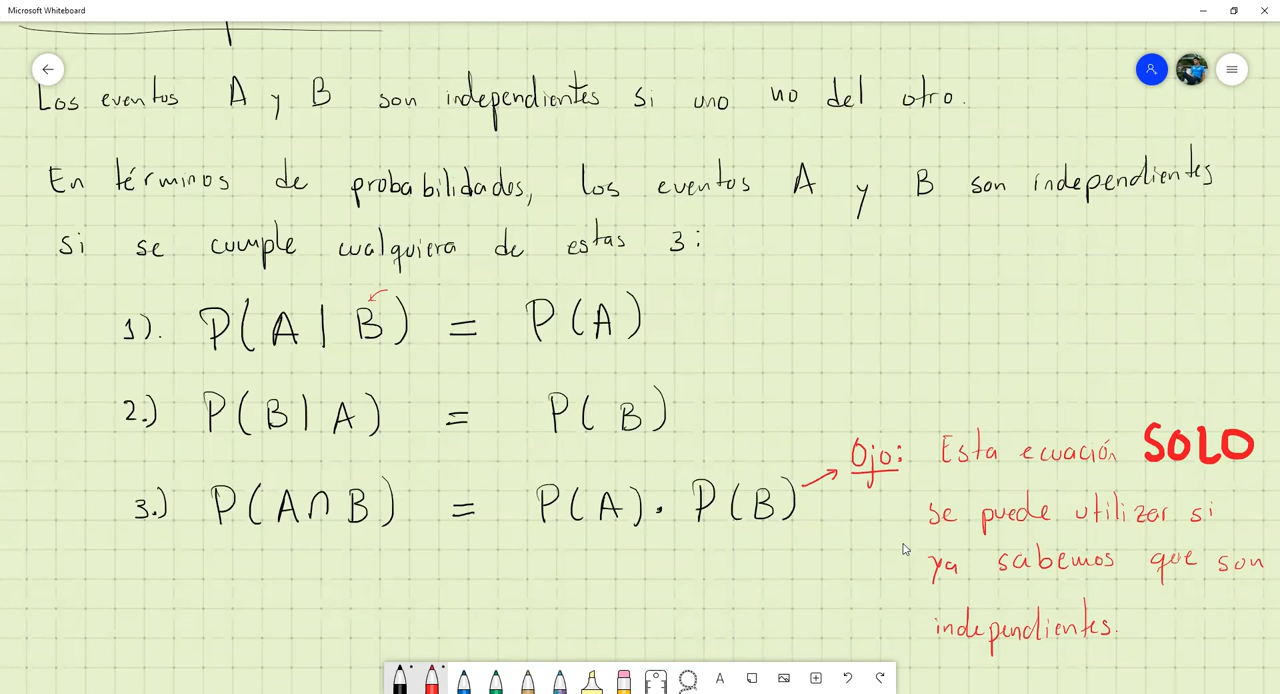 Microsoft Whiteboard
Los eventos A y B son independientes si uno no del otro.
En términos de probabilidades, los eventos A y B son independientes
si se cumple cualquiera de estas 3:
1). P(A | B) = P(A)
2.) P(B | A) = P(B)
3.) P(A ∩ B) = P(A) . P(B)
Ojo: Esta ecuación SOLO
se puede utilizar si
ya sabemos que son
independientes.